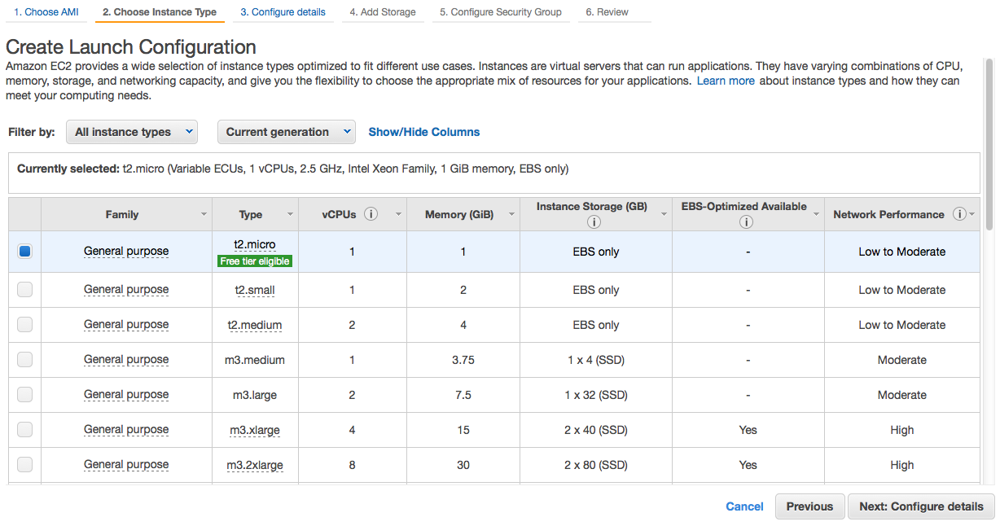 1. Choose AMI 2. Choose Instance Type 3. Configure details 4. Add Storage 5. Configure Security Group 6. Review
Create Launch Configuration
Amazon EC2 provides a wide selection of instance types optimized to fit different use cases. Instances are virtual servers that can run applications. They have varying combinations of CPU,
memory, storage, and networking capacity, and give you the flexibility to choose the appropriate mix of resources for your applications. Learn more about instance types and how they can
meet your computing needs.
Filter by: All instance types Current generation Show/Hide Columns
Currently selected: t2.micro (Variable ECUs, 1 vCPUs, 2.5 GHz, Intel Xeon Family, 1 GiB memory, EBS only)
Family Type vCPUs i Memory (GiB) Instance Storage (GB) i EBS-Optimized Available i Network Performance i
General purpose t2.micro 1 1 EBS only - Low to Moderate
Free tier eligible
General purpose t2.small 1 2 EBS only - Low to Moderate
General purpose t2.medium 2 4 EBS only - Low to Moderate
General purpose m3.medium 1 3.75 1 x 4 (SSD) - Moderate
General purpose m3.large 2 7.5 1 x 32 (SSD) - Moderate
General purpose m3.xlarge 4 15 2 x 40 (SSD) Yes High
General purpose m3.2xlarge 8 30 2 x 80 (SSD) Yes High
Cancel Previous Next: Configure details